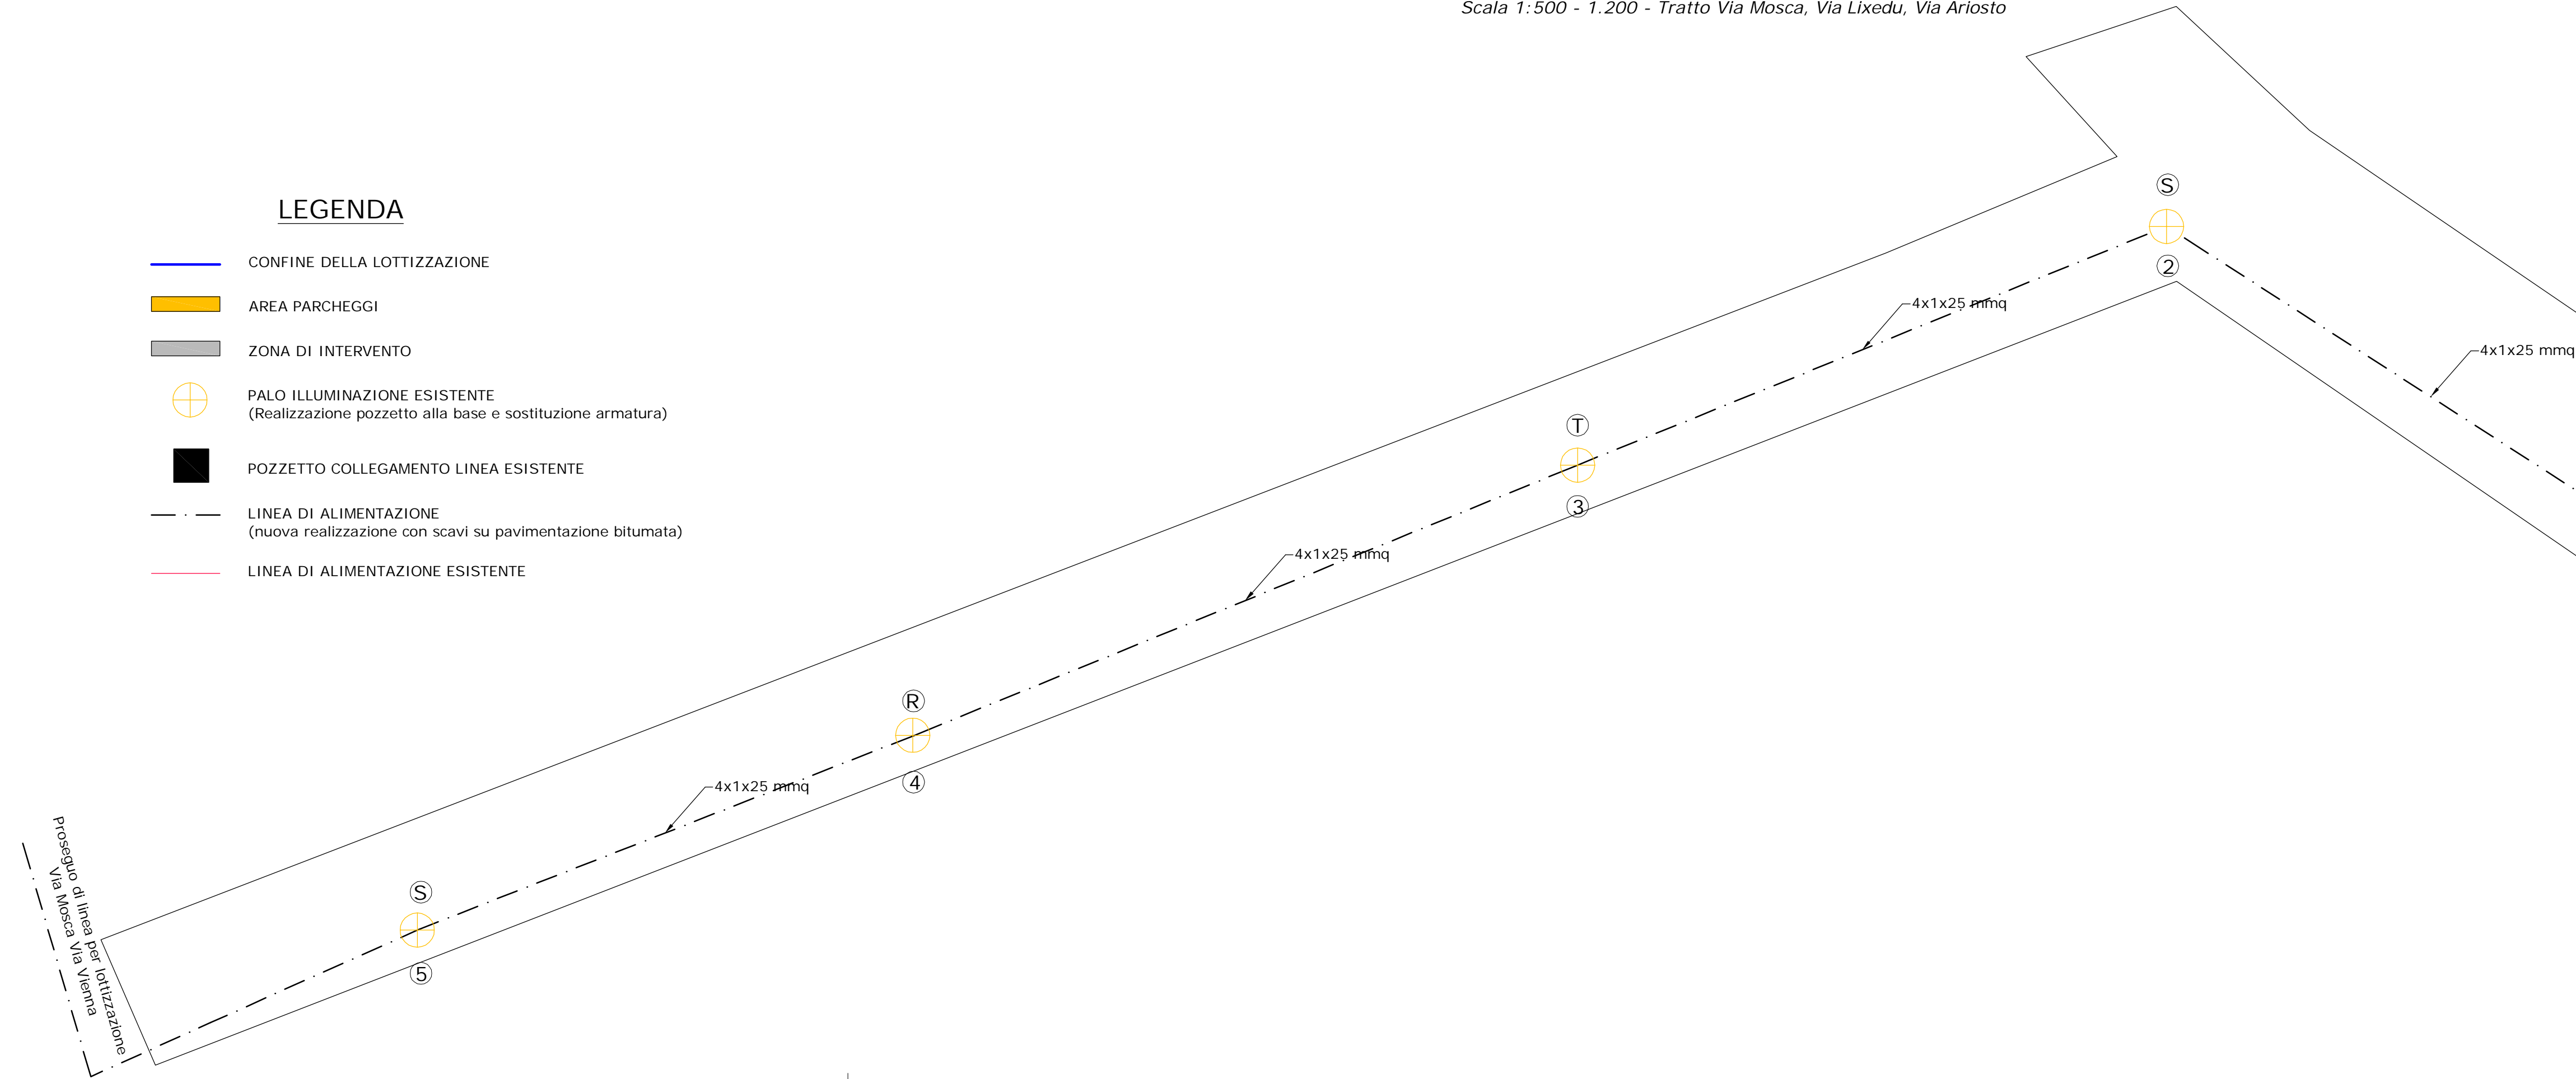 Scala 1:500 - 1.200 - Tratto Via Mosca, Via Lixedu, Via Ariosto
LEGENDA
CONFINE DELLA LOTTIZZAZIONE
AREA PARCHEGGI
ZONA DI INTERVENTO
PALO ILLUMINAZIONE ESISTENTE
(Realizzazione pozzetto alla base e sostituzione armatura)
POZZETTO COLLEGAMENTO LINEA ESISTENTE
LINEA DI ALIMENTAZIONE
(nuova realizzazione con scavi su pavimentazione bitumata)
LINEA DI ALIMENTAZIONE ESISTENTE
S
2
4x1x25 mmq
4x1x25 mmq
T
3
4x1x25 mmq
R
4
4x1x25 mmq
S
5
Proseguo di linea per lottizzazione
Via Mosca Via Vienna